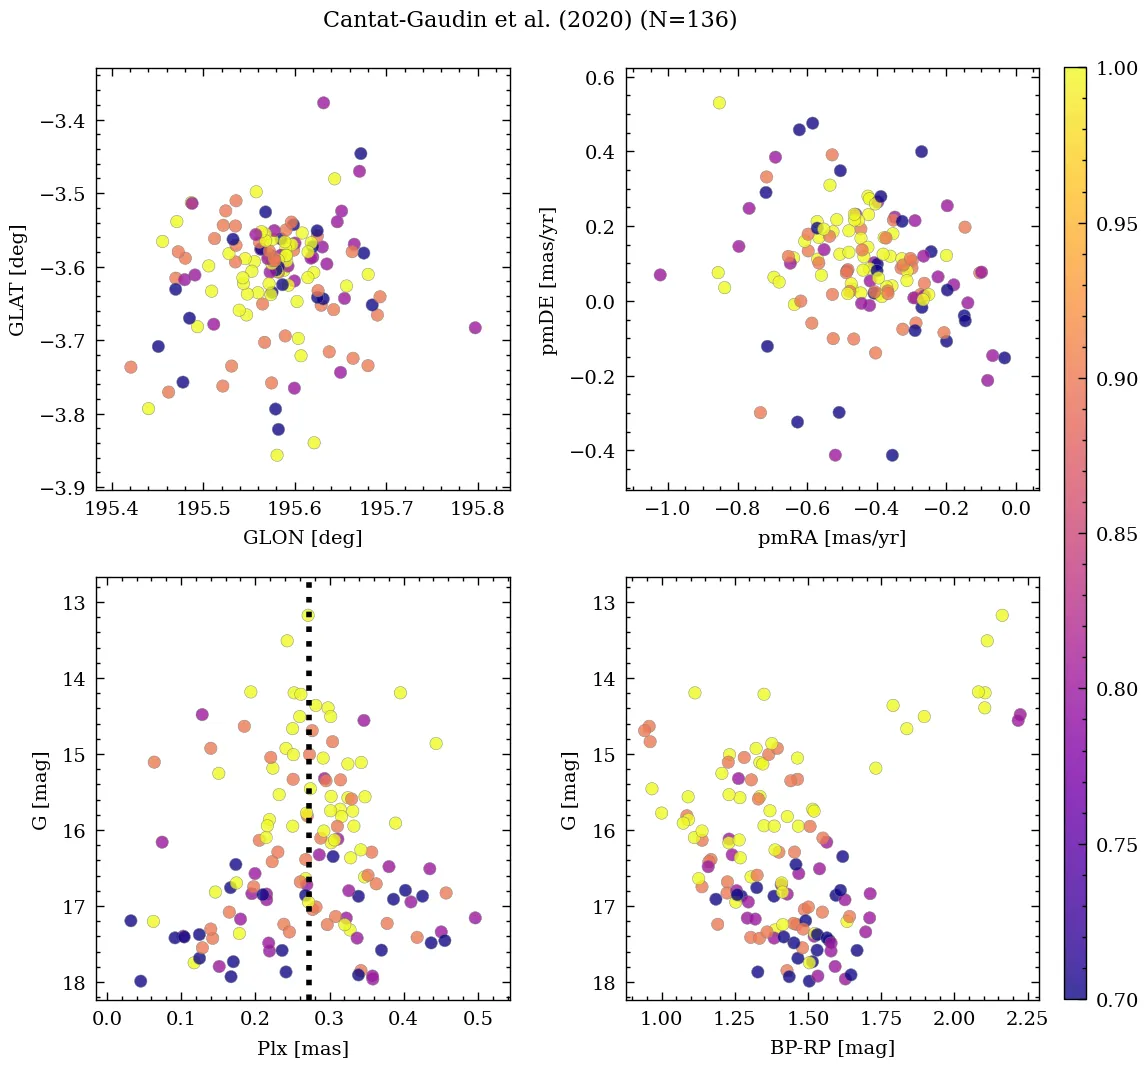 Cantat-Gaudin et al. (2020) (N=136)
−3.4
−3.5
−3.6
−3.7
−3.8
−3.9
GLAT [deg]
195.4 195.5 195.6 195.7 195.8
GLON [deg]
0.6
0.4
0.2
0.0
−0.2
−0.4
pmDE [mas/yr]
−1.0 −0.8 −0.6 −0.4 −0.2 0.0
pmRA [mas/yr]
13
14
15
16
17
18
G [mag]
0.0 0.1 0.2 0.3 0.4 0.5
Plx [mas]
13
14
15
16
17
18
G [mag]
1.00 1.25 1.50 1.75 2.00 2.25
BP-RP [mag]
1.00
0.95
0.90
0.85
0.80
0.75
0.70